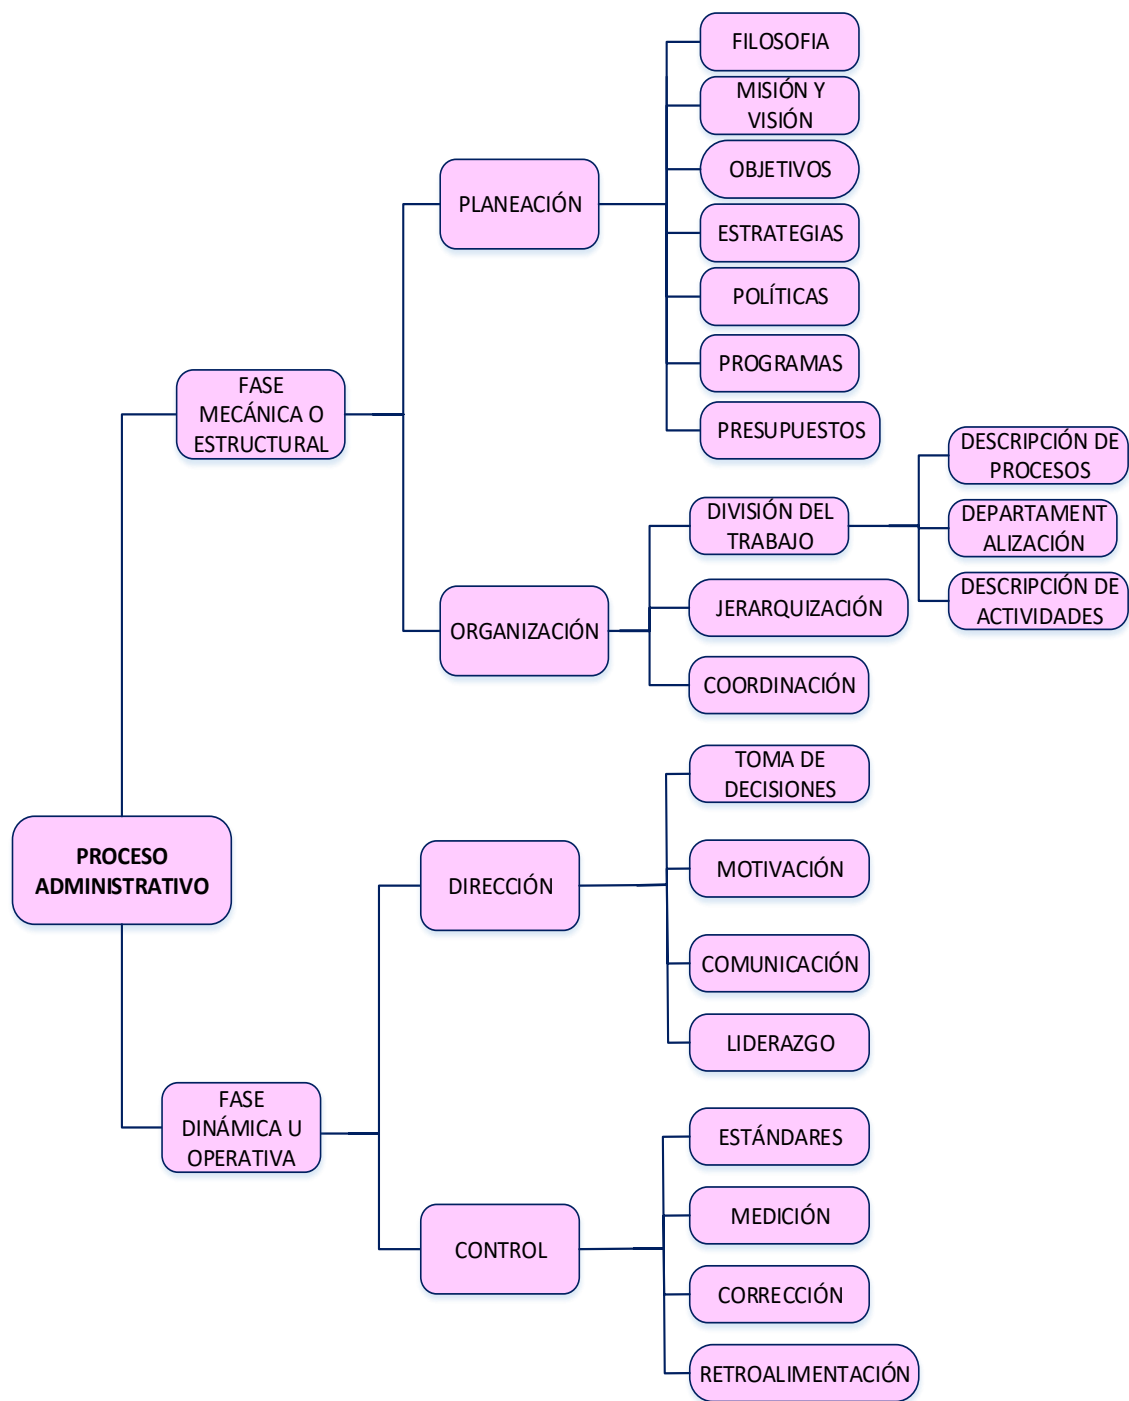 FILOSOFIA
MISIÓN Y
VISIÓN
OBJETIVOS
PLANEACIÓN
ESTRATEGIAS
POLÍTICAS
PROGRAMAS
PRESUPUESTOS
FASE
MECÁNICA O
ESTRUCTURAL
DIVISIÓN DEL
TRABAJO
DESCRIPCIÓN DE
PROCESOS
DEPARTAMENT
ALIZACIÓN
DESCRIPCIÓN DE
ACTIVIDADES
ORGANIZACIÓN
JERARQUIZACIÓN
COORDINACIÓN
PROCESO
ADMINISTRATIVO
TOMA DE
DECISIONES
DIRECCIÓN
MOTIVACIÓN
COMUNICACIÓN
LIDERAZGO
FASE
DINÁMICA U
OPERATIVA
ESTÁNDARES
CONTROL
MEDICIÓN
CORRECCIÓN
RETROALIMENTACIÓN